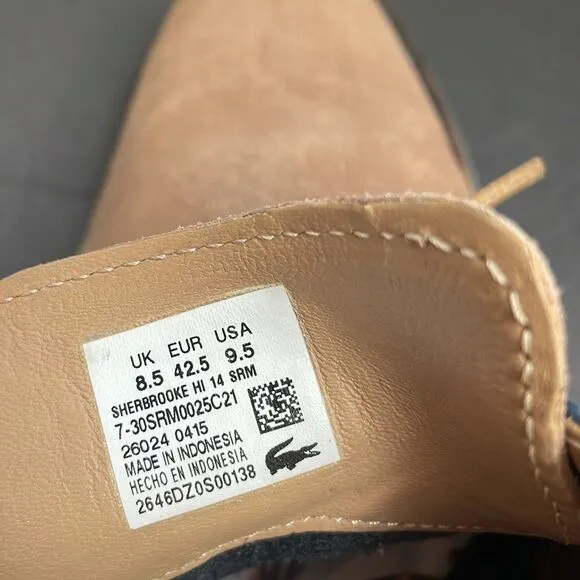 UK EUR USA
8.5 42.5 9.5
SHERBROOKE HI 14 SRM
7-30SRM0025C21
26024 0415
MADE IN INDONESIA
HECHO EN INDONESIA
2646DZ0S00138